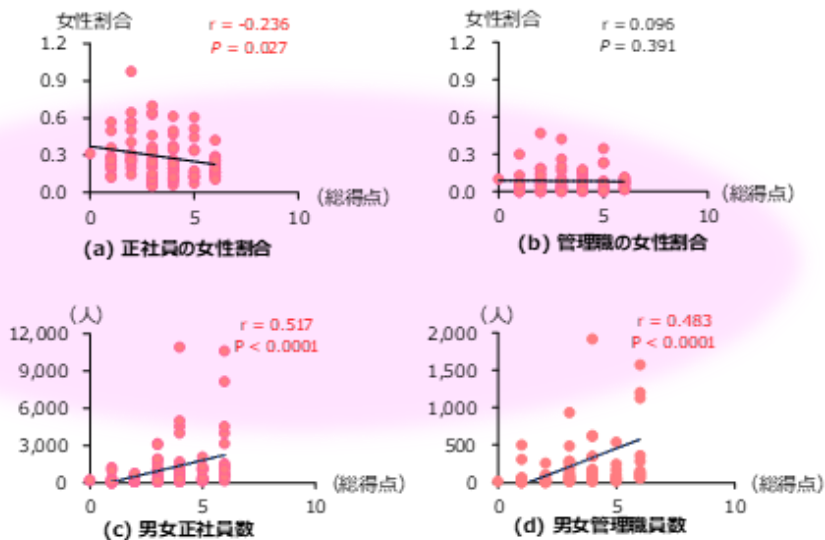 女性割合
r = -0.236
P = 0.027
1.2
0.9
0.6
0.3
0.0
0
5
10
(総得点)
(a) 正社員の女性割合
女性割合
r = 0.096
P = 0.391
1.2
0.9
0.6
0.3
0.0
0
5
10
(総得点)
(b) 管理職の女性割合
(人)
r = 0.517
P < 0.0001
12,000
9,000
6,000
3,000
0
0
5
10
(総得点)
(c) 男女正社員数
(人)
r = 0.483
P < 0.0001
2,000
1,500
1,000
500
0
0
5
10
(総得点)
(d) 男女管理職員数